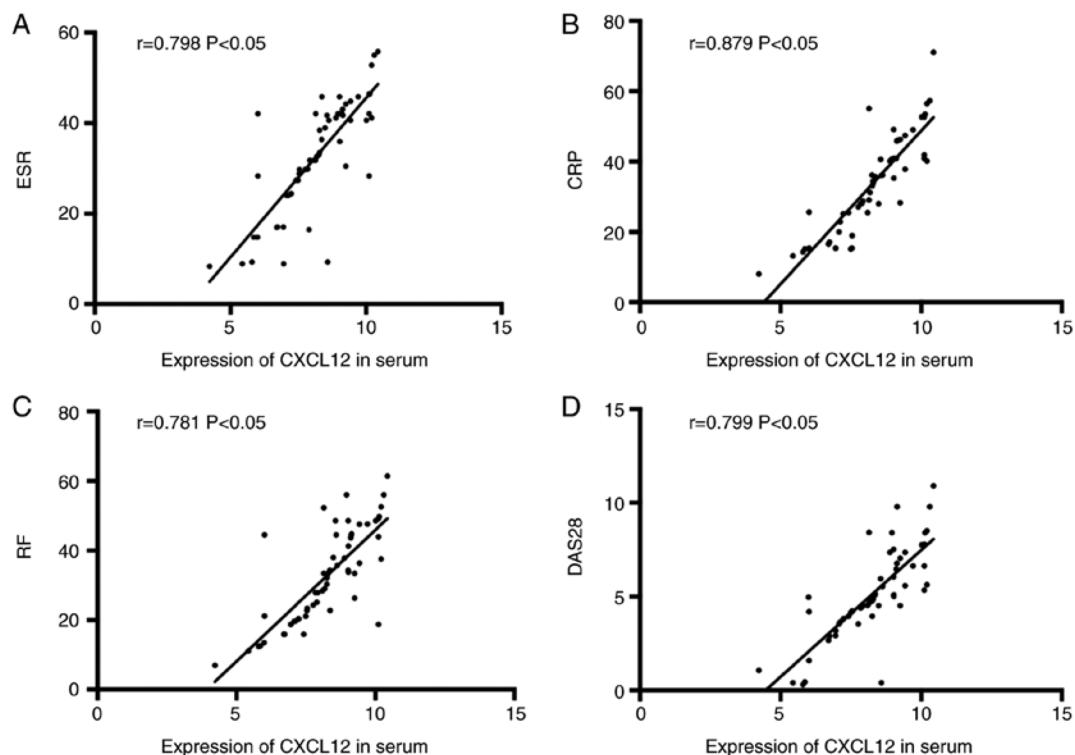 A
r=0.798 P<0.05
60
40
20
0
ESR
0 5 10 15
Expression of CXCL12 in serum
B
r=0.879 P<0.05
80
60
40
20
0
CRP
0 5 10 15
Expression of CXCL12 in serum
C
r=0.781 P<0.05
80
60
40
20
0
RF
0 5 10 15
Expression of CXCL12 in serum
D
r=0.799 P<0.05
15
10
5
0
DAS28
0 5 10 15
Expression of CXCL12 in serum